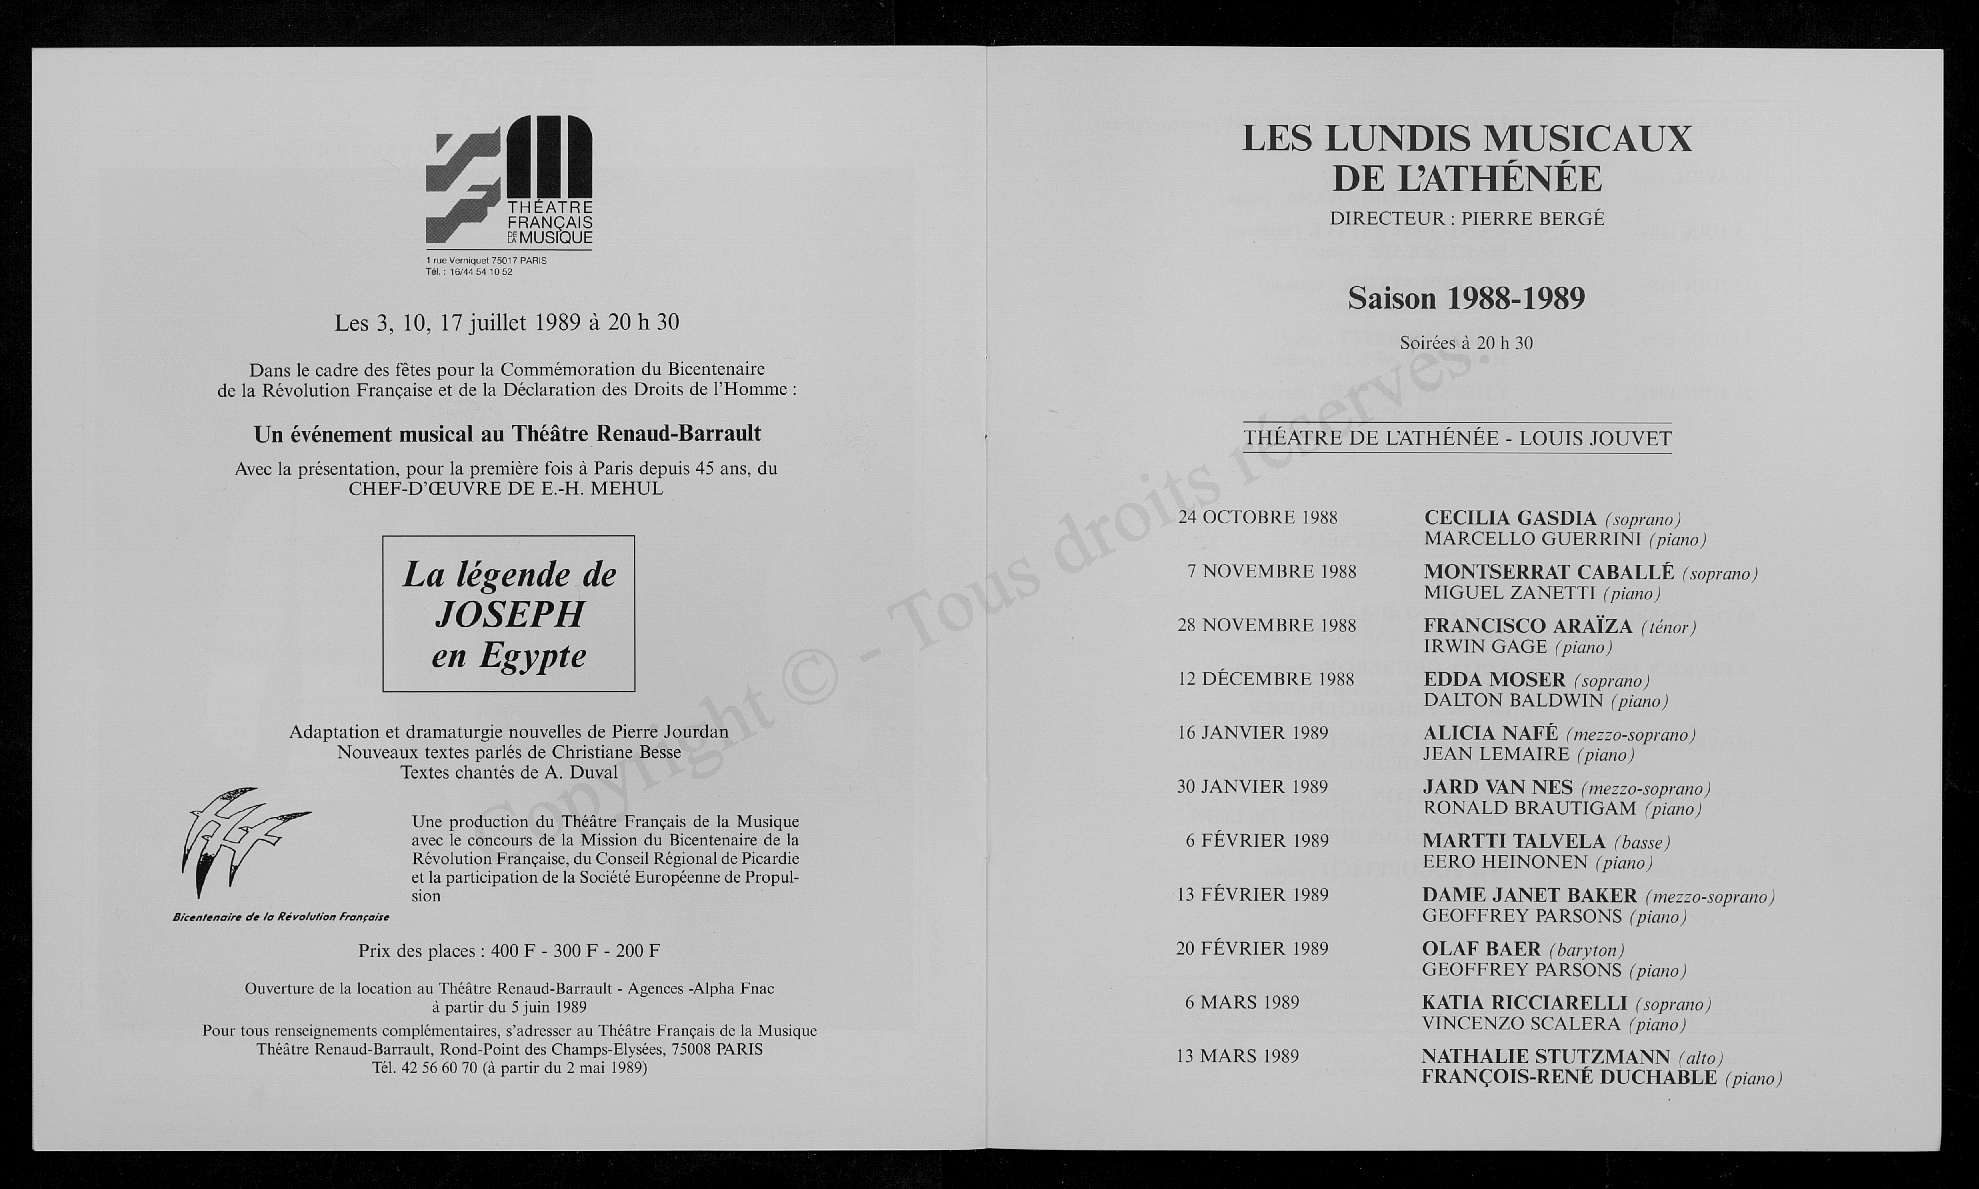 THÉATRE
FRANÇAIS
DE LA MUSIQUE
1 rue Verniquet 75017 PARIS
Tél. : 16/44 54 10 52
Les 3, 10, 17 juillet 1989 à 20 h 30
Dans le cadre des fêtes pour la Commémoration du Bicentenaire
de la Révolution Française et de la Déclaration des Droits de l'Homme :
Un événement musical au Théâtre Renaud-Barrault
Avec la présentation, pour la première fois à Paris depuis 45 ans, du
CHEF-D'ŒUVRE DE E.-H. MEHUL
La légende de
JOSEPH
en Egypte
Adaptation et dramaturgie nouvelles de Pierre Jourdan
Nouveaux textes parlés de Christiane Besse
Textes chantés de A. Duval
Une production du Théâtre Français de la Musique
avec le concours de la Mission du Bicentenaire de la
Révolution Française, du Conseil Régional de Picardie
et la participation de la Société Européenne de Propul-
sion
Bicentenaire de la Révolution Française
Prix des places : 400 F - 300 F - 200 F
Ouverture de la location au Théâtre Renaud-Barrault - Agences -Alpha Fnac
à partir du 5 juin 1989
Pour tous renseignements complémentaires, s'adresser au Théâtre Français de la Musique
Théâtre Renaud-Barrault, Rond-Point des Champs-Elysées, 75008 PARIS
Tél. 42 56 60 70 (à partir du 2 mai 1989)
LES LUNDIS MUSICAUX
DE L'ATHÉNÉE
DIRECTEUR : PIERRE BERGÉ
Saison 1988-1989
Soirées à 20 h 30
THÉATRE DE L'ATHÉNÉE - LOUIS JOUVET
24 OCTOBRE 1988 CECILIA GASDIA (soprano)
MARCELLO GUERRINI (piano)
7 NOVEMBRE 1988 MONTSERRAT CABALLÉ (soprano)
MIGUEL ZANETTI (piano)
28 NOVEMBRE 1988 FRANCISCO ARAÏZA (ténor)
IRWIN GAGE (piano)
12 DÉCEMBRE 1988 EDDA MOSER (soprano)
DALTON BALDWIN (piano)
16 JANVIER 1989 ALICIA NAFÉ (mezzo-soprano)
JEAN LEMAIRE (piano)
30 JANVIER 1989 JARD VAN NES (mezzo-soprano)
RONALD BRAUTIGAM (piano)
6 FÉVRIER 1989 MARTTI TALVELA (basse)
EERO HEINONEN (piano)
13 FÉVRIER 1989 DAME JANET BAKER (mezzo-soprano)
GEOFFREY PARSONS (piano)
20 FÉVRIER 1989 OLAF BAER (baryton)
GEOFFREY PARSONS (piano)
6 MARS 1989 KATIA RICCIARELLI (soprano)
VINCENZO SCALERA (piano)
13 MARS 1989 NATHALIE STUTZMANN (alto)
FRANÇOIS-RENÉ DUCHABLE (piano)
Copyright © - Tous droits réservés.